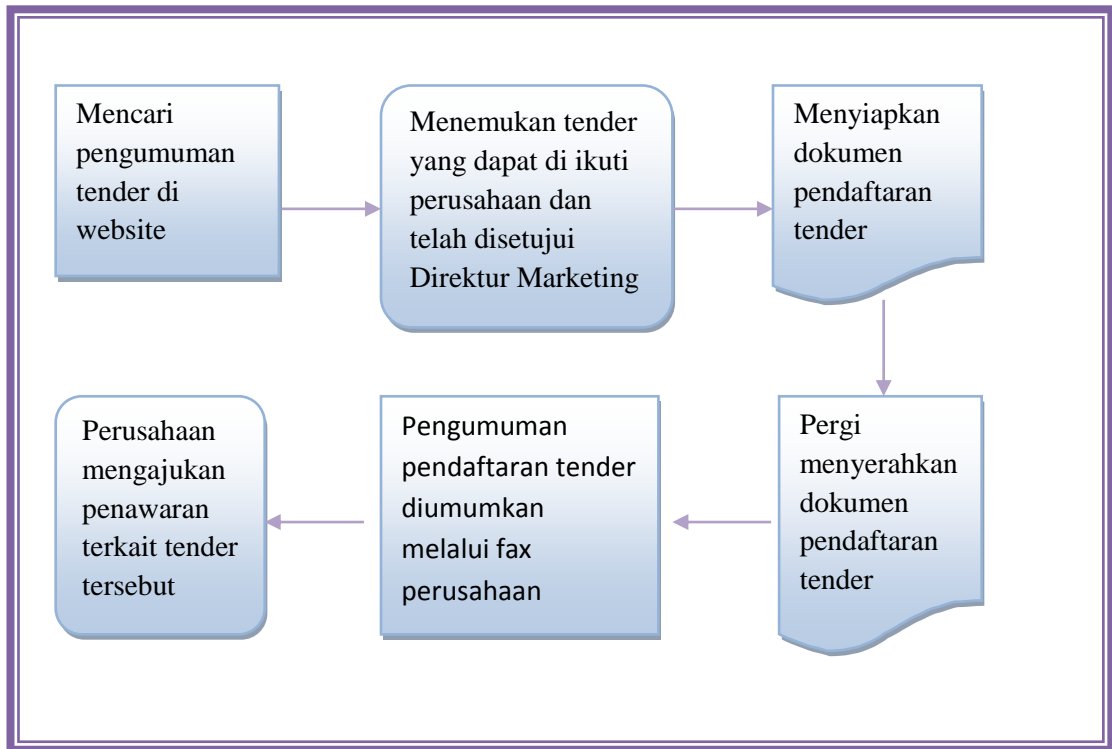 Mencari
pengumuman
tender di
website
Menemukan tender
yang dapat di ikuti
perusahaan dan
telah disetujui
Direktur Marketing
Menyiapkan
dokumen
pendaftaran
tender
Pergi
menyerahkan
dokumen
pendaftaran
tender
Pengumuman
pendaftaran tender
diumumkan
melalui fax
perusahaan
Perusahaan
mengajukan
penawaran
terkait tender
tersebut